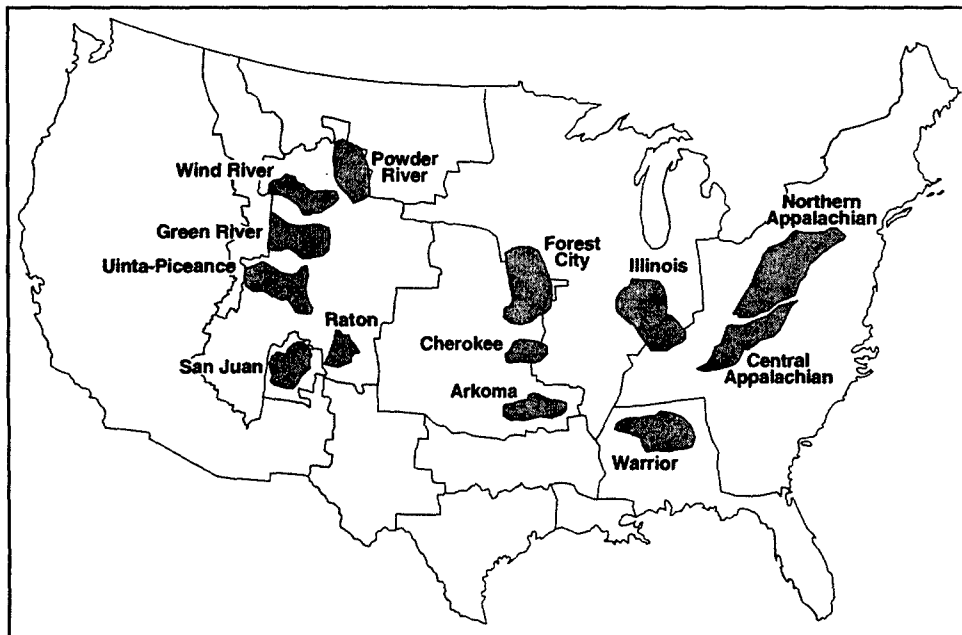 Wind River
Powder
River
Northern
Appalachian
Green River
Forest
City
Illinois
Uinta-Piceance
Raton
Cherokee
San Juan
Central
Appalachian
Arkoma
Warrior